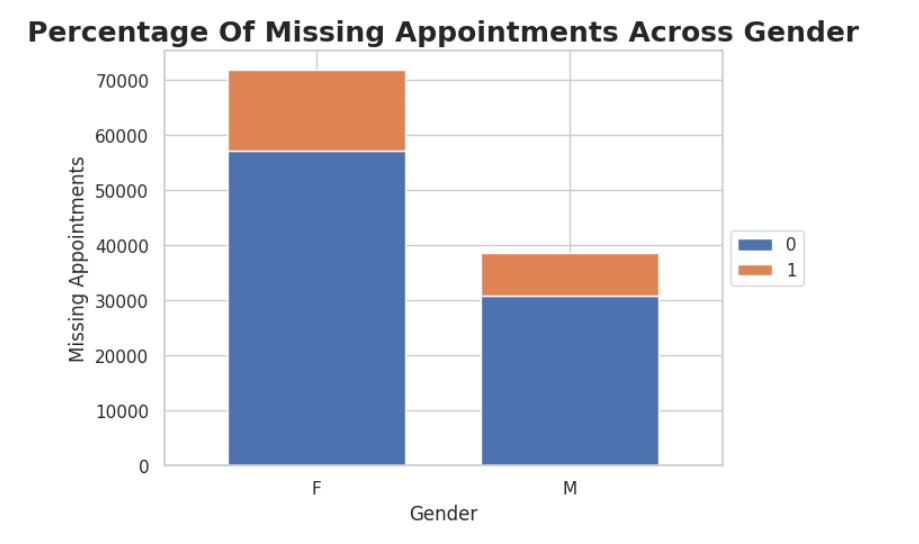 Percentage Of Missing Appointments Across Gender
70000
60000
50000
40000
30000
20000
10000
0
Missing Appointments
F
M
Gender
0
1